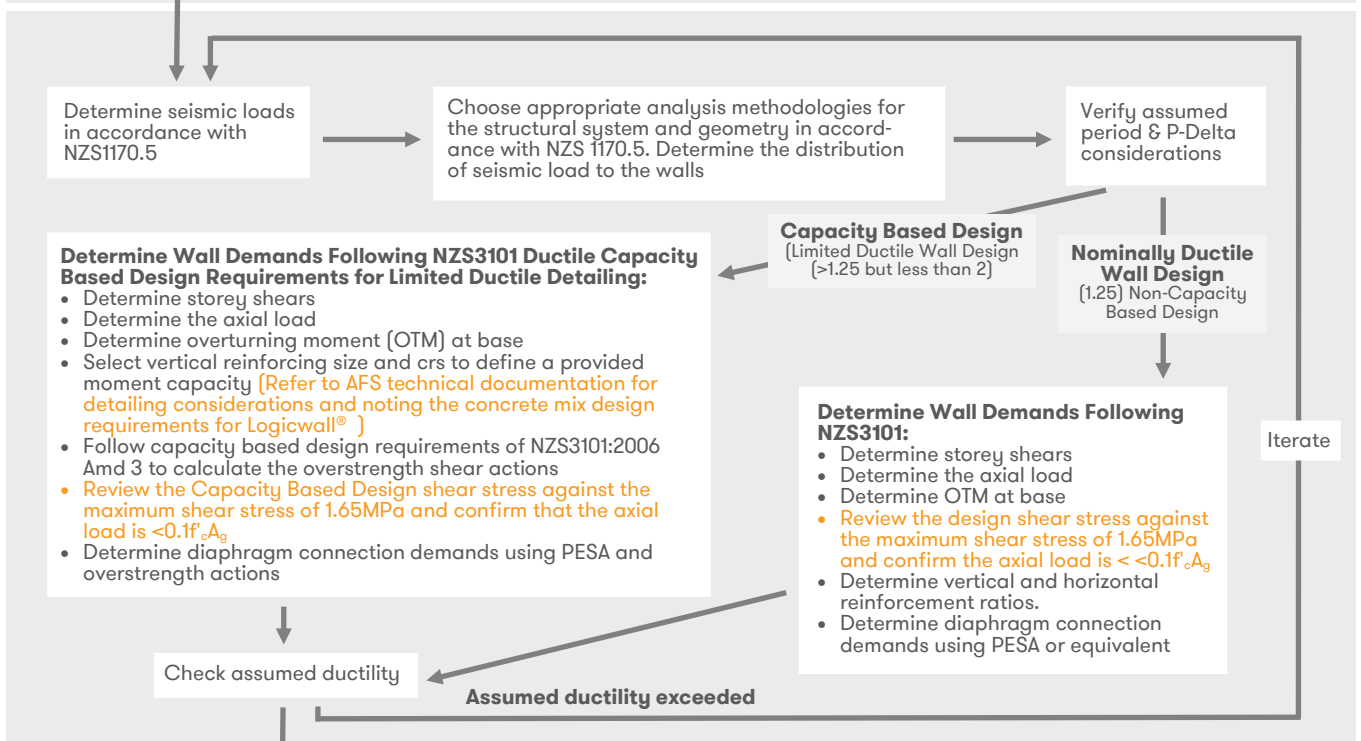 Determine seismic loads
in accordance with
NZS1170.5
Choose appropriate analysis methodologies for
the structural system and geometry in accord-
ance with NZS 1170.5. Determine the distribution
of seismic load to the walls
Verify assumed
period & P-Delta
considerations
Capacity Based Design
(Limited Ductile Wall Design
(>1.25 but less than 2)
Nominally Ductile
Wall Design
(1.25) Non-Capacity
Based Design
Determine Wall Demands Following NZS3101 Ductile Capacity
Based Design Requirements for Limited Ductile Detailing:
• Determine storey shears
• Determine the axial load
• Determine overturning moment (OTM) at base
• Select vertical reinforcing size and crs to define a provided
moment capacity (Refer to AFS technical documentation for
detailing considerations and noting the concrete mix design
requirements for Logicwall® )
• Follow capacity based design requirements of NZS3101:2006
Amd 3 to calculate the overstrength shear actions
• Review the Capacity Based Design shear stress against the
maximum shear stress of 1.65MPa and confirm that the axial
load is <0.1f'cAg
• Determine diaphragm connection demands using PESA and
overstrength actions
Determine Wall Demands Following
NZS3101:
• Determine storey shears
• Determine the axial load
• Determine OTM at base
• Review the design shear stress against
the maximum shear stress of 1.65MPa
and confirm the axial load is < <0.1f'cAg
• Determine vertical and horizontal
reinforcement ratios.
• Determine diaphragm connection
demands using PESA or equivalent
Iterate
Check assumed ductility
Assumed ductility exceeded